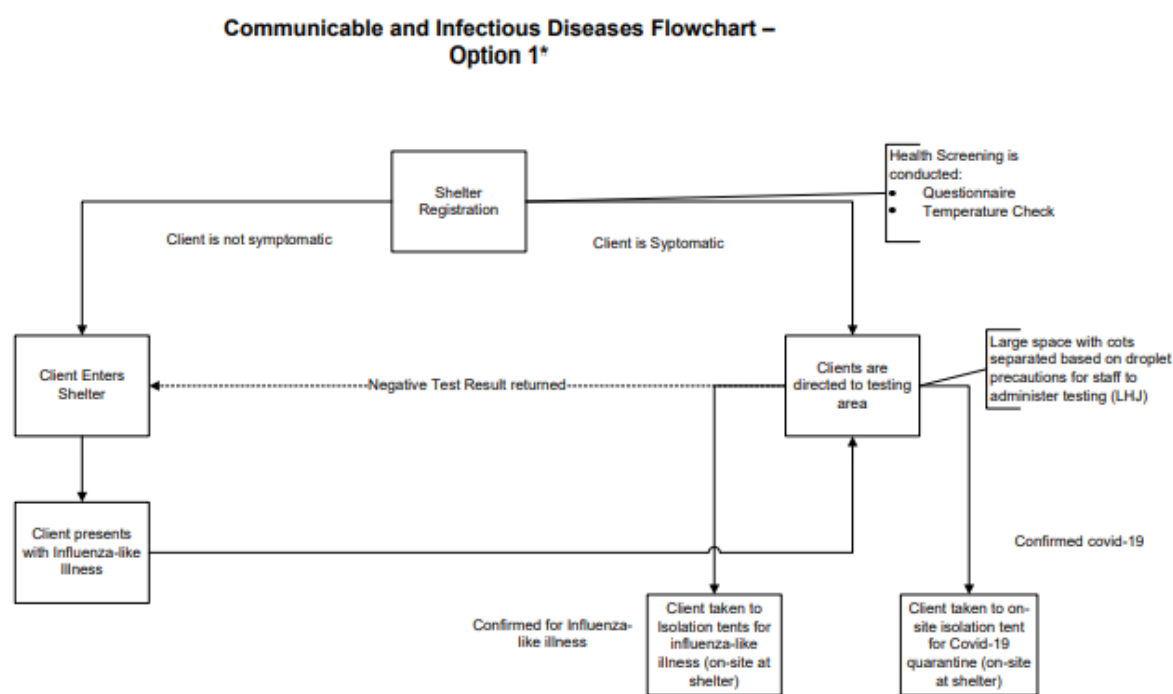 Communicable and Infectious Diseases Flowchart –
Option 1*
Health Screening is
conducted:
• Questionnaire
• Temperature Check
Shelter
Registration
Client is not symptomatic
Client is Syptomatic
Client Enters
Shelter
Negative Test Result returned
Clients are
directed to testing
area
Large space with cots
separated based on droplet
precautions for staff to
administer testing (LHJ)
Client presents
with Influenza-like
Illness
Confirmed covid-19
Confirmed for Influenza-
like illness
Client taken to
Isolation tents for
influenza-like
illness (on-site at
shelter)
Client taken to on-
site isolation tent
for Covid-19
quarantine (on-site
at shelter)